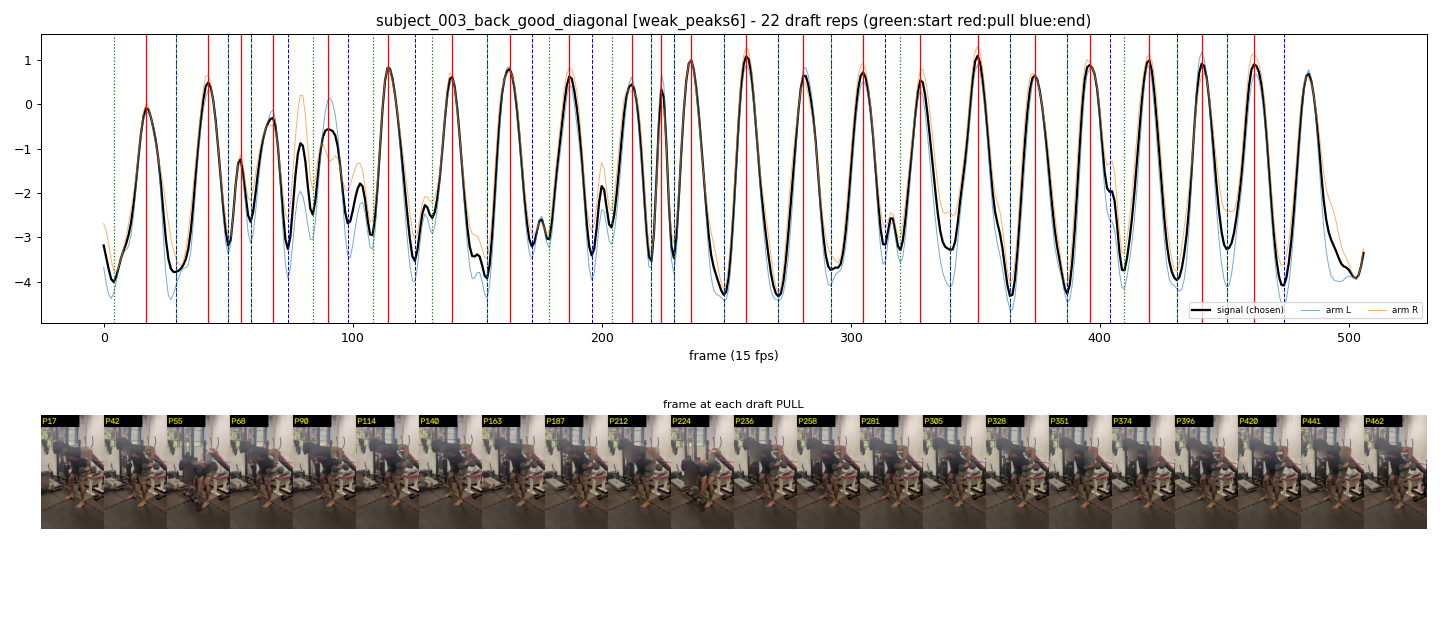 subject_003_back_good_diagonal [weak_peaks6] - 22 draft reps (green:start red:pull blue:end)
1
0
−1
−2
−3
−4
signal (chosen) arm L arm R
0 100 200 300 400 500
frame (15 fps)
frame at each draft PULL
P17 P42 P55 P68 P90 P114 P140 P163 P187 P212 P224 P236 P258 P281 P305 P328 P351 P374 P396 P420 P441 P462